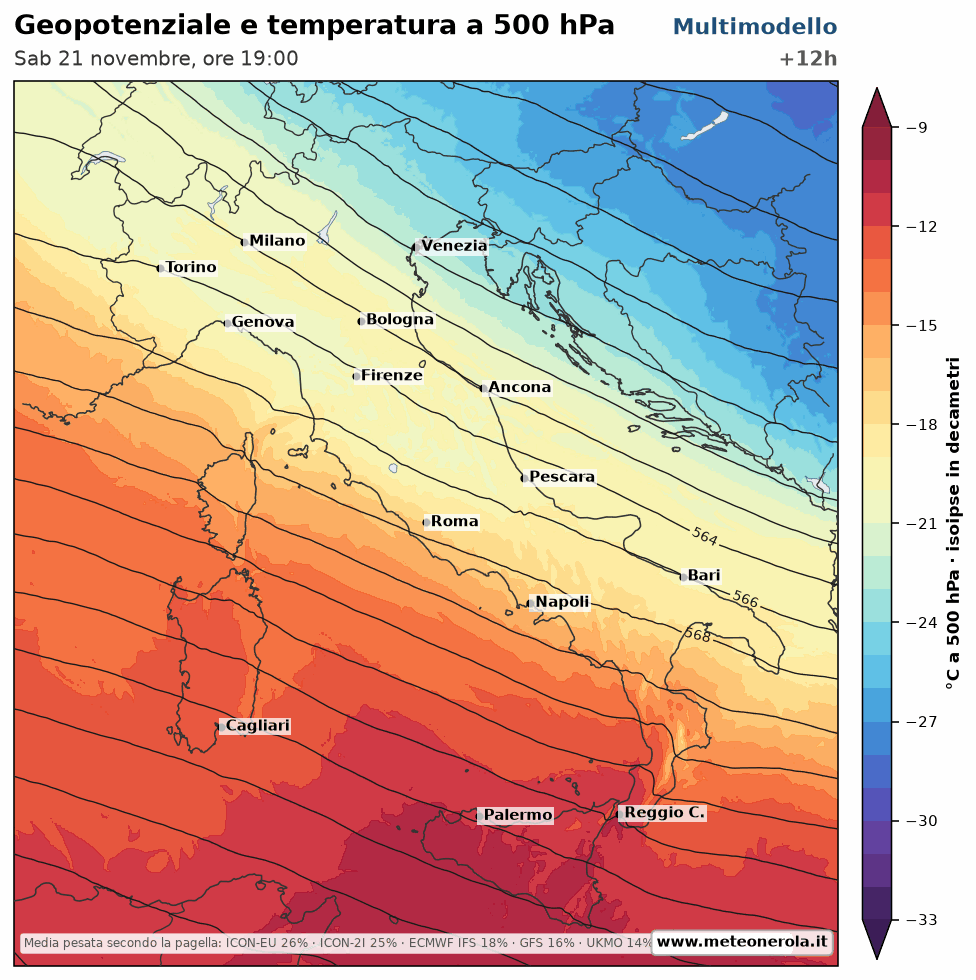 Geopotenziale e temperatura a 500 hPa
Multimodello
Sab 21 novembre, ore 19:00
+12h
Milano
Venezia
Torino
Genova
Bologna
Firenze
Ancona
Pescara
Roma
564
Bari
566
Napoli
568
Cagliari
Palermo
Reggio C.
−9
−12
−15
−18
−21
−24
−27
−30
−33
°C a 500 hPa · isoipse in decametri
Media pesata secondo la pagella: ICON-EU 26% · ICON-2I 25% · ECMWF IFS 18% · GFS 16% · UKMO 14%
www.meteonerola.it